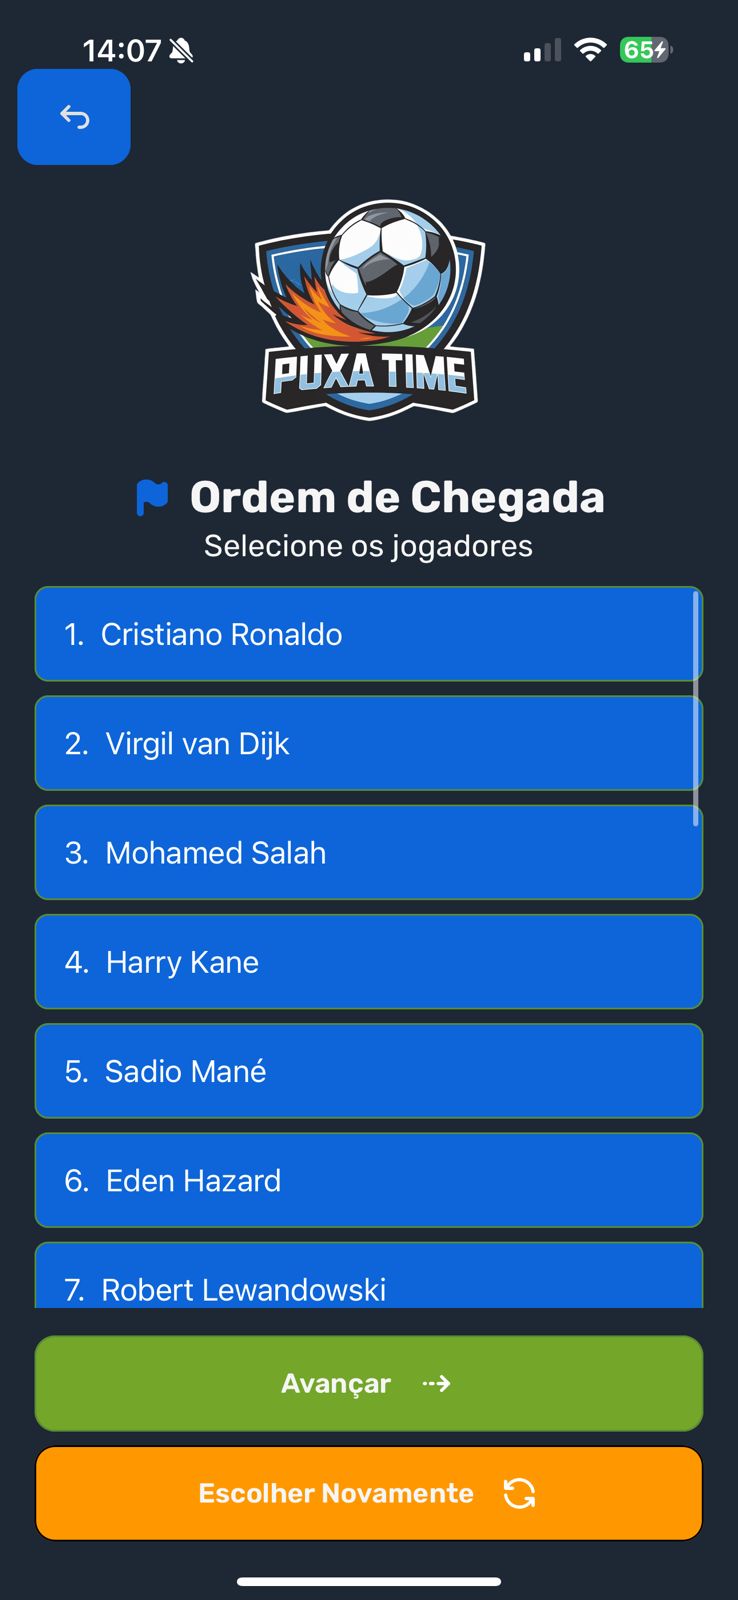 14:07
65
PUXA TIME
Ordem de Chegada
Selecione os jogadores
1. Cristiano Ronaldo
2. Virgil van Dijk
3. Mohamed Salah
4. Harry Kane
5. Sadio Mané
6. Eden Hazard
7. Robert Lewandowski
Avançar
Escolher Novamente